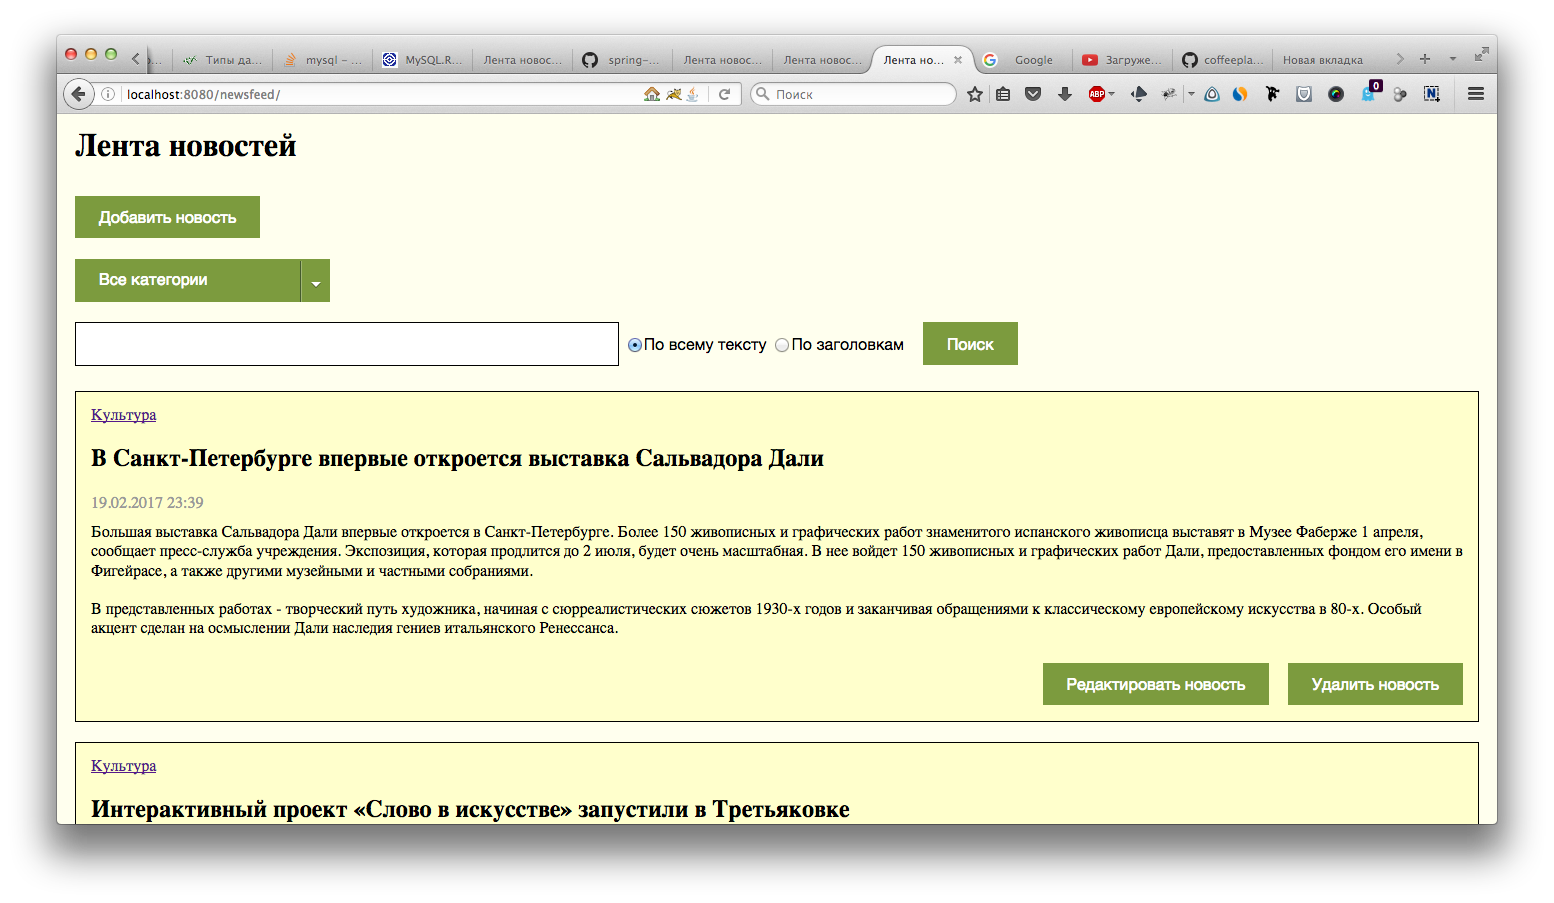 ...
Типы да...
mysql – ...
MySQL.R...
Лента новос...
spring-...
Лента новос...
Лента новос...
Лента но...
Google
Загруже...
coffeepla...
Новая вкладка
localhost:8080/newsfeed/
Поиск
ABP
0
N
Лента новостей
Добавить новость
Все категории
По всему тексту
По заголовкам
Поиск
Культура
В Санкт-Петербурге впервые откроется выставка Сальвадора Дали
19.02.2017 23:39
Большая выставка Сальвадора Дали впервые откроется в Санкт-Петербурге. Более 150 живописных и графических работ знаменитого испанского живописца выставят в Музее Фаберже 1 апреля,
сообщает пресс-служба учреждения. Экспозиция, которая продлится до 2 июля, будет очень масштабная. В нее войдет 150 живописных и графических работ Дали, предоставленных фондом его имени в
Фигейрасе, а также другими музейными и частными собраниями.
В представленных работах - творческий путь художника, начиная с сюрреалистических сюжетов 1930-х годов и заканчивая обращениями к классическому европейскому искусства в 80-х. Особый
акцент сделан на осмыслении Дали наследия гениев итальянского Ренессанса.
Редактировать новость
Удалить новость
Культура
Интерактивный проект «Слово в искусстве» запустили в Третьяковке